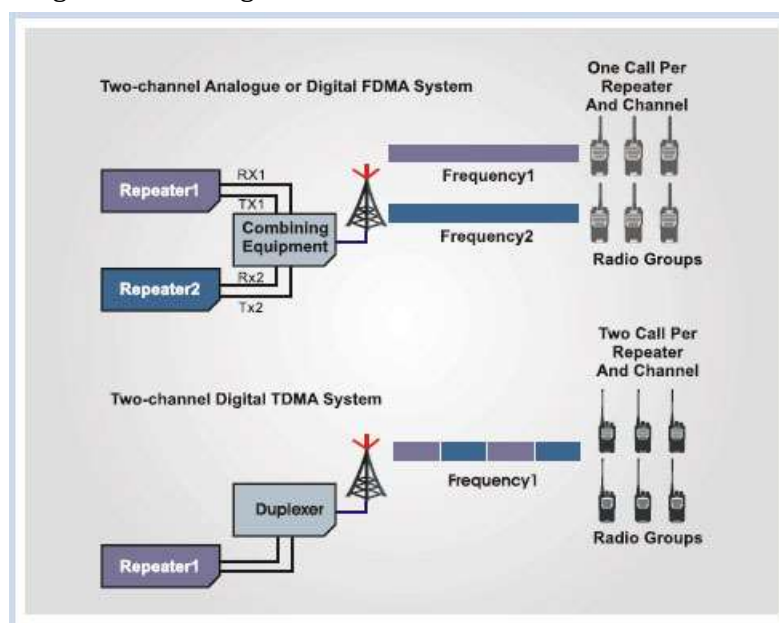 Two-channel Analogue or Digital FDMA System
One Call Per
Repeater
And Channel
Repeater1
RX1
TX1
Combining
Equipment
Frequency1
Frequency2
Repeater2
Rx2
Tx2
Radio Groups
Two Call Per
Repeater
And Channel
Two-channel Digital TDMA System
Frequency1
Duplexer
Repeater1
Radio Groups